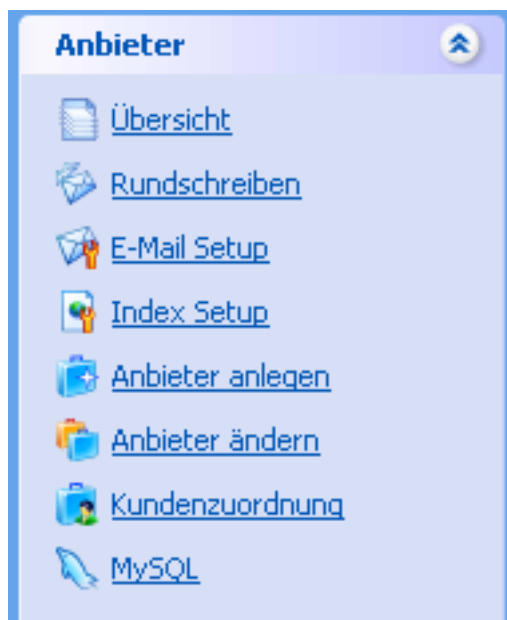 Anbieter
Übersicht
Rundschreiben
E-Mail Setup
Index Setup
Anbieter anlegen
Anbieter ändern
Kundenzuordnung
MySQL